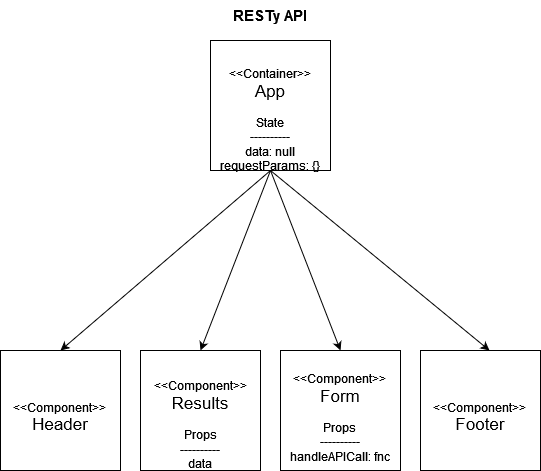 RESTy API
<<Container>>
App
State
----------
data: null
requestParams: {}
<<Component>>
Header
<<Component>>
Results
Props
----------
data
<<Component>>
Form
Props
----------
handleAPICall: fnc
<<Component>>
Footer